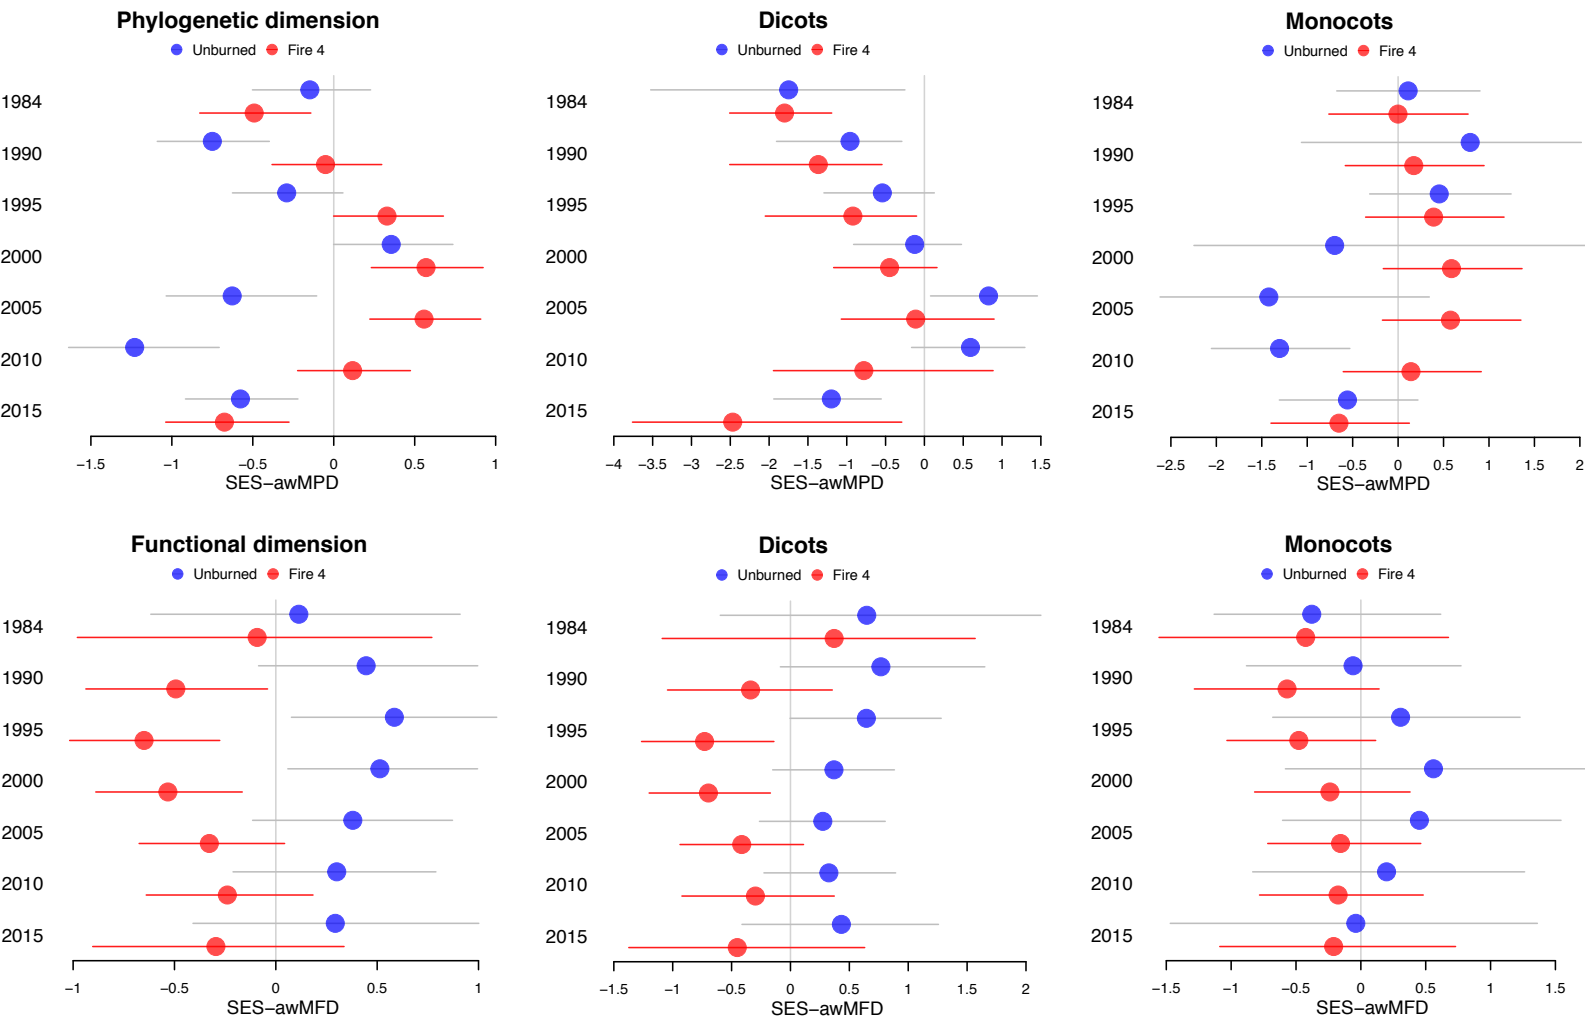 Phylogenetic dimension
Unburned Fire 4
1984
1990
1995
2000
2005
2010
2015
−1.5 −1 −0.5 0 0.5 1
SES−awMPD
Dicots
Unburned Fire 4
1984
1990
1995
2000
2005
2010
2015
−4 −3.5 −3 −2.5 −2 −1.5 −1 −0.5 0 0.5 1 1.5
SES−awMPD
Monocots
Unburned Fire 4
1984
1990
1995
2000
2005
2010
2015
−2.5 −2 −1.5 −1 −0.5 0 0.5 1 1.5 2
SES−awMPD
Functional dimension
Unburned Fire 4
1984
1990
1995
2000
2005
2010
2015
−1 −0.5 0 0.5 1
SES−awMFD
Dicots
Unburned Fire 4
1984
1990
1995
2000
2005
2010
2015
−1.5 −1 −0.5 0 0.5 1 1.5 2
SES−awMFD
Monocots
Unburned Fire 4
1984
1990
1995
2000
2005
2010
2015
−1.5 −1 −0.5 0 0.5 1 1.5
SES−awMFD